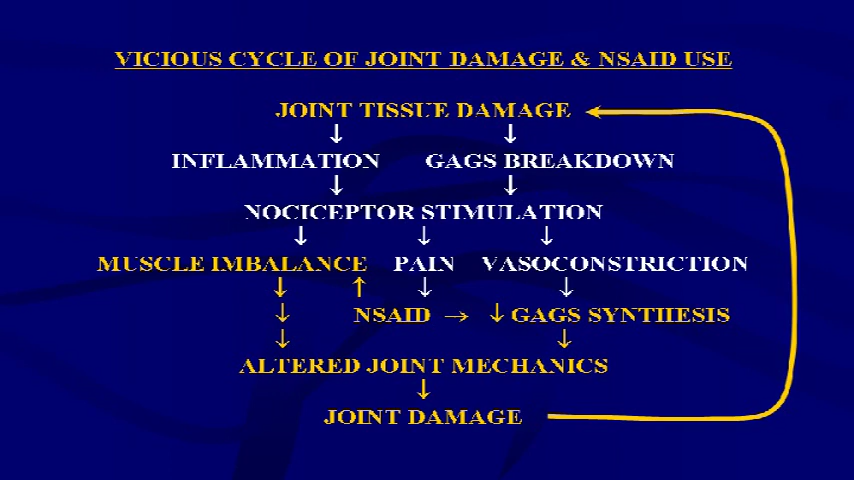 VICIOUS CYCLE OF JOINT DAMAGE & NSAID USE
JOINT TISSUE DAMAGE
↓ ↓
INFLAMMATION GAGS BREAKDOWN
↓ ↓
NOCICEPTOR STIMULATION
↓ ↓ ↓
MUSCLE IMBALANCE PAIN VASOCONSTRICTION
↓ ↑ ↓ ↓
↓ NSAID → ↓ GAGS SYNTHESIS
↓ ↓
ALTERED JOINT MECHANICS
↓
JOINT DAMAGE